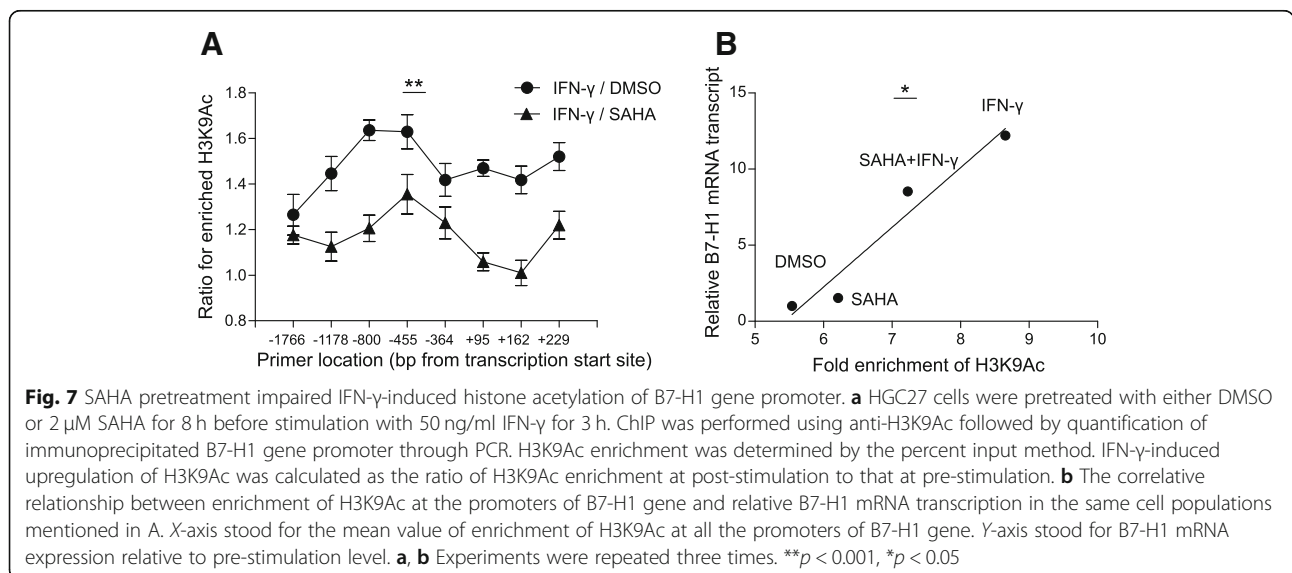 A
B
**
IFN-γ / DMSO
IFN-γ / SAHA
Ratio for enriched H3K9Ac
1.8
1.6
1.4
1.2
1.0
0.8
-1766
-1178
-800
-455
-364
+95
+162
+229
Primer location (bp from transcription start site)
*
Relative B7-H1 mRNA transcript
15
10
5
0
IFN-γ
SAHA+IFN-γ
DMSO
SAHA
5
6
7
8
9
10
Fold enrichment of H3K9Ac
Fig. 7 SAHA pretreatment impaired IFN-γ-induced histone acetylation of B7-H1 gene promoter. a HGC27 cells were pretreated with either DMSO
or 2 μM SAHA for 8 h before stimulation with 50 ng/ml IFN-γ for 3 h. ChIP was performed using anti-H3K9Ac followed by quantification of
immunoprecipitated B7-H1 gene promoter through PCR. H3K9Ac enrichment was determined by the percent input method. IFN-γ-induced
upregulation of H3K9Ac was calculated as the ratio of H3K9Ac enrichment at post-stimulation to that at pre-stimulation. b The correlative
relationship between enrichment of H3K9Ac at the promoters of B7-H1 gene and relative B7-H1 mRNA transcription in the same cell populations
mentioned in A. X-axis stood for the mean value of enrichment of H3K9Ac at all the promoters of B7-H1 gene. Y-axis stood for B7-H1 mRNA
expression relative to pre-stimulation level. a, b Experiments were repeated three times. **p < 0.001, *p < 0.05